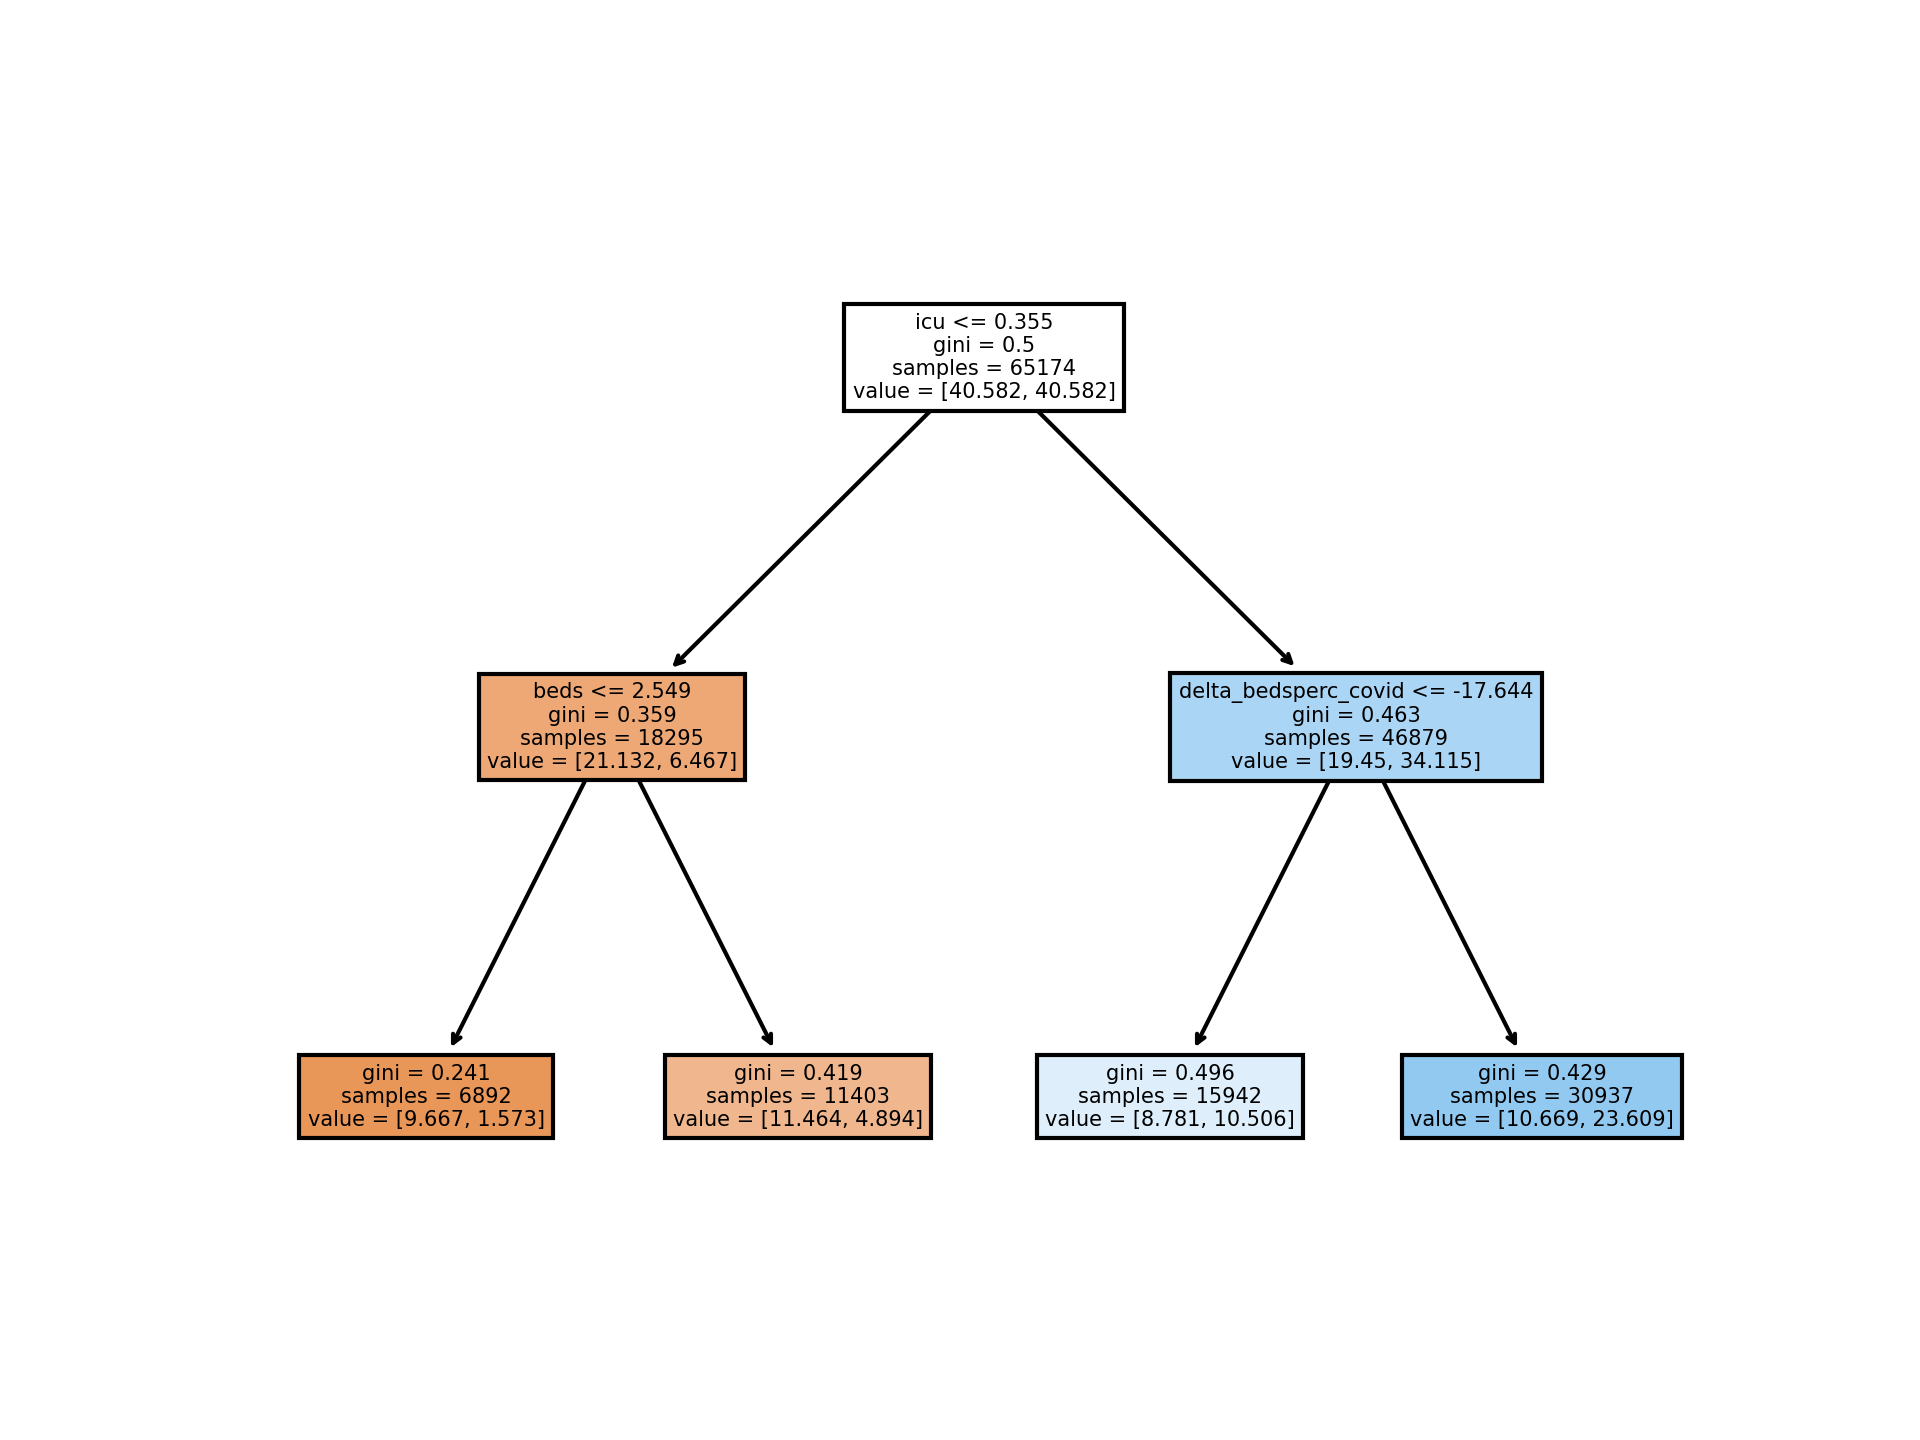 icu <= 0.355
gini = 0.5
samples = 65174
value = [40.582, 40.582]
beds <= 2.549
gini = 0.359
samples = 18295
value = [21.132, 6.467]
delta_bedsperc_covid <= -17.644
gini = 0.463
samples = 46879
value = [19.45, 34.115]
gini = 0.241
samples = 6892
value = [9.667, 1.573]
gini = 0.419
samples = 11403
value = [11.464, 4.894]
gini = 0.496
samples = 15942
value = [8.781, 10.506]
gini = 0.429
samples = 30937
value = [10.669, 23.609]